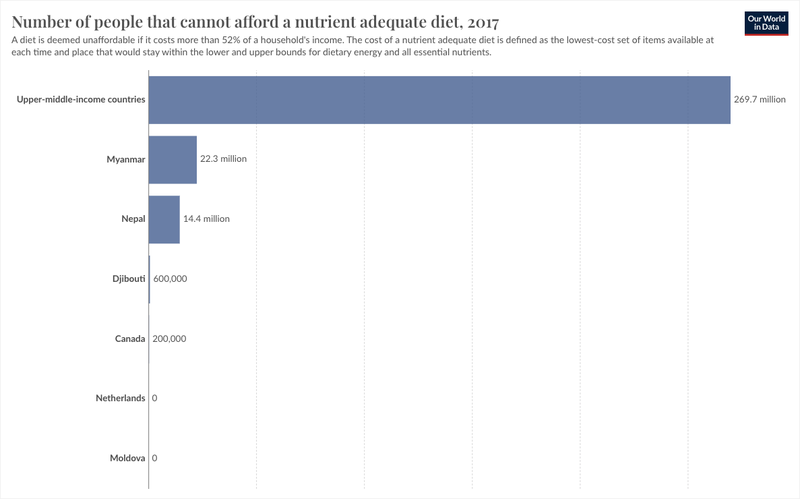 Number of people that cannot afford a nutrient adequate diet, 2017
Our World
in Data
A diet is deemed unaffordable if it costs more than 52% of a household's income. The cost of a nutrient adequate diet is defined as the lowest-cost set of items available at
each time and place that would stay within the lower and upper bounds for dietary energy and all essential nutrients.
Upper-middle-income countries 269.7 million
Myanmar 22.3 million
Nepal 14.4 million
Djibouti 600,000
Canada 200,000
Netherlands 0
Moldova 0